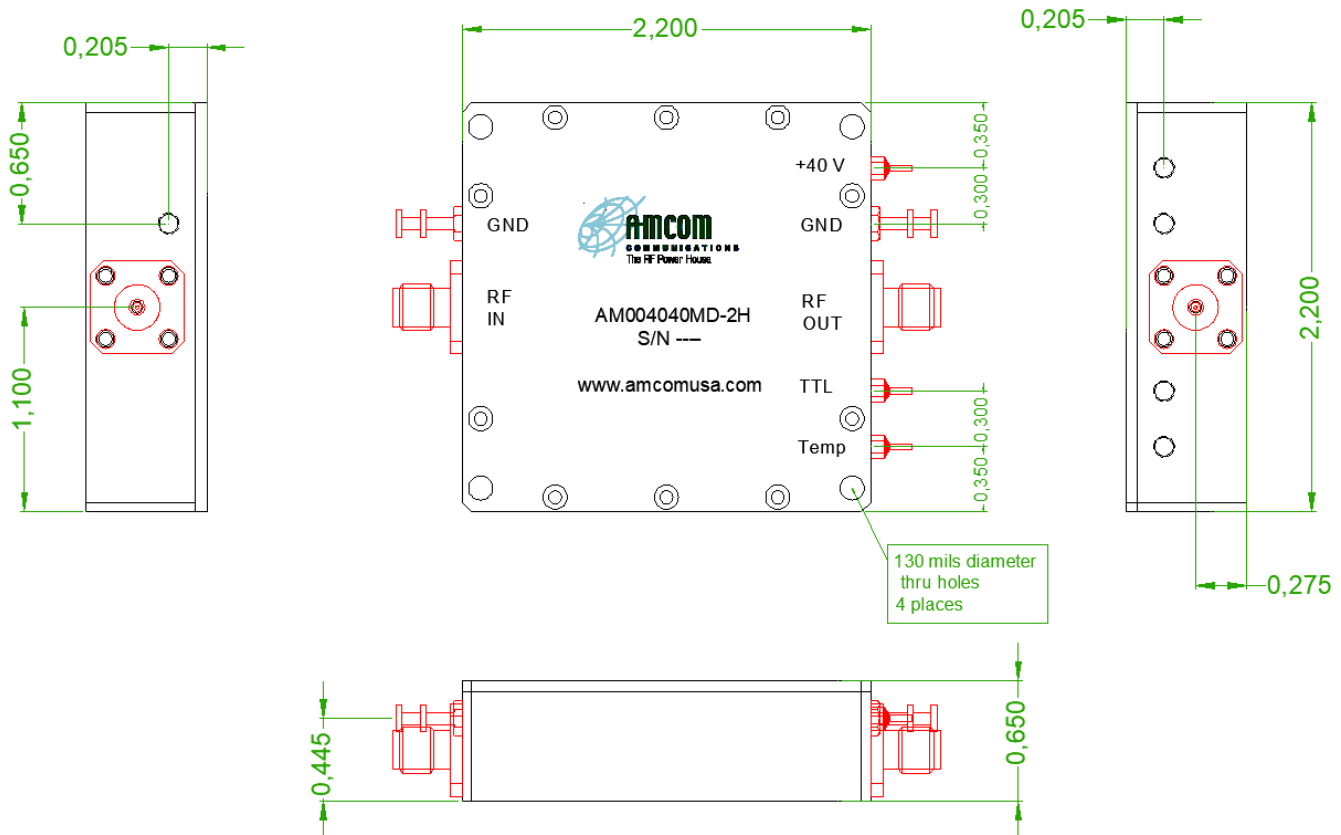 2,200
0,205
0,205
0,650
1,100
+40 V
0,350
0,300
GND
AMCOM
COMMUNICATIONS
The RF Power House
GND
RF
IN
RF
OUT
AM004040MD-2H
S/N ----
2,200
www.amcomusa.com
TTL
Temp
0,300
0,350
130 mils diameter
thru holes
4 places
0,275
0,445
0,650